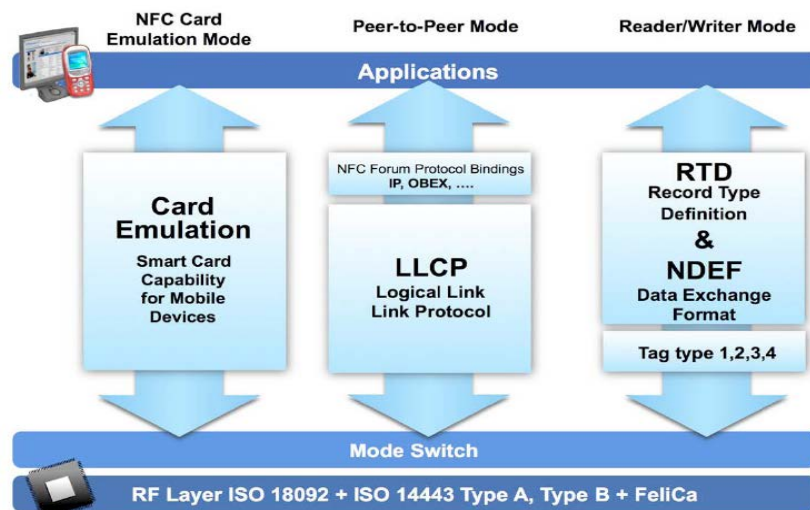 NFC Card
Emulation Mode
Peer-to-Peer Mode
Reader/Writer Mode
Applications
Card
Emulation
Smart Card
Capability
for Mobile
Devices
NFC Forum Protocol Bindings
IP, OBEX, ....
LLCP
Logical Link
Link Protocol
RTD
Record Type
Definition
&
NDEF
Data Exchange
Format
Tag type 1,2,3,4
Mode Switch
RF Layer ISO 18092 + ISO 14443 Type A, Type B + FeliCa